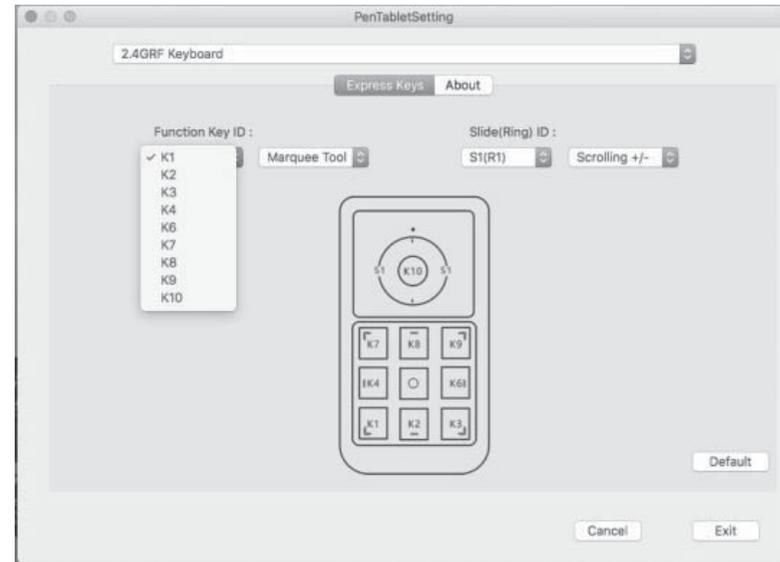 PenTabletSetting
2.4GRF Keyboard
Express Keys About
Function Key ID : Slide(Ring) ID :
✓ K1 Marquee Tool S1(R1) Scrolling +/-
K2
K3
K4
K6
K7
K8
K9
K10
S1 K10 S1
K7 K8 K9
K4 K6
K1 K2 K3
Default
Cancel Exit